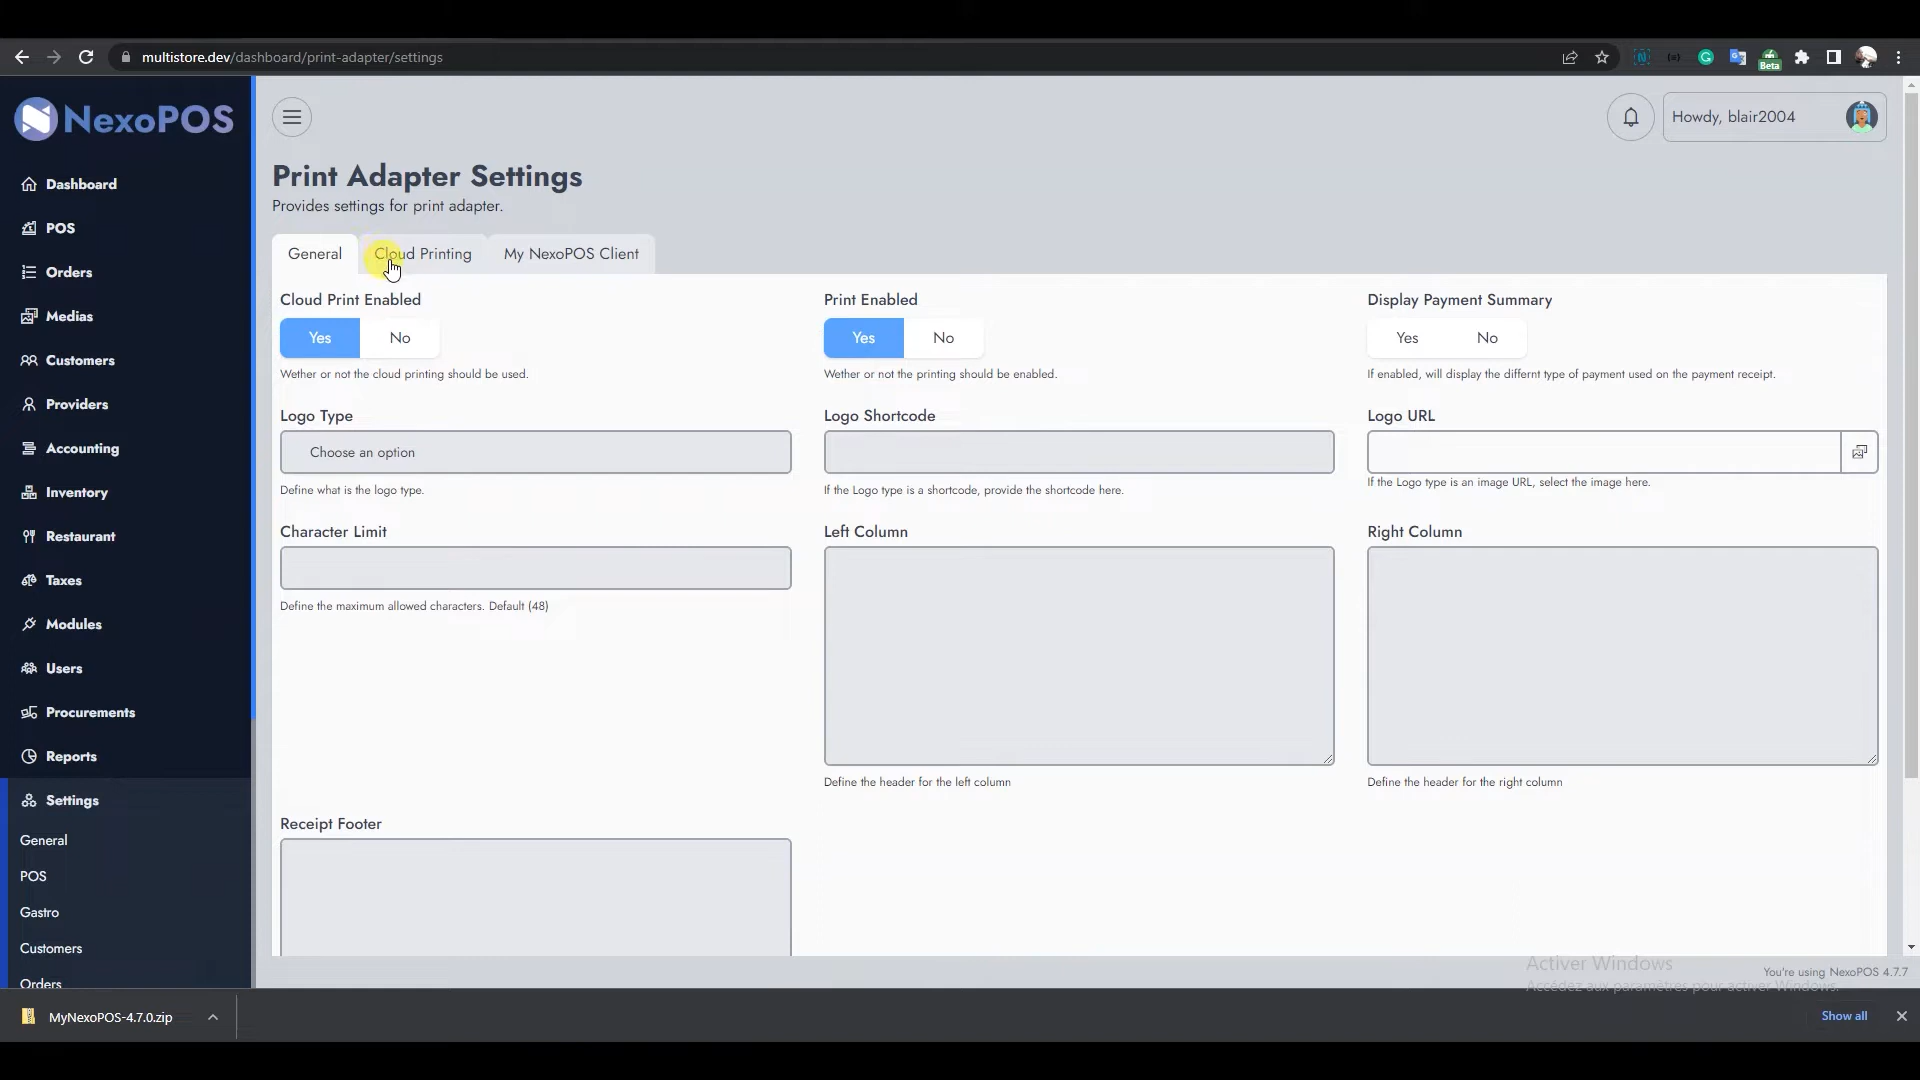 multistore.dev/dashboard/print-adapter/settings
Beta
NexoPOS
Howdy, blair2004
Dashboard
POS
Orders
Medias
Customers
Providers
Accounting
Inventory
Restaurant
Taxes
Modules
Users
Procurements
Reports
Settings
General
POS
Gastro
Customers
Orders
Print Adapter Settings
Provides settings for print adapter.
General
Cloud Printing
My NexoPOS Client
Cloud Print Enabled
Yes No
Wether or not the cloud printing should be used.
Print Enabled
Yes No
Wether or not the printing should be enabled.
Display Payment Summary
Yes No
If enabled, will display the differnt type of payment used on the payment receipt.
Logo Type
Choose an option
Define what is the logo type.
Logo Shortcode
If the Logo type is a shortcode, provide the shortcode here.
Logo URL
If the Logo type is an image URL, select the image here.
Character Limit
Define the maximum allowed characters. Default (48)
Left Column
Define the header for the left column
Right Column
Define the header for the right column
Receipt Footer
Activer Windows
Accédez aux paramètres pour activer Windows.
You're using NexoPOS 4.7.7
MyNexoPOS-4.7.0.zip
Show all